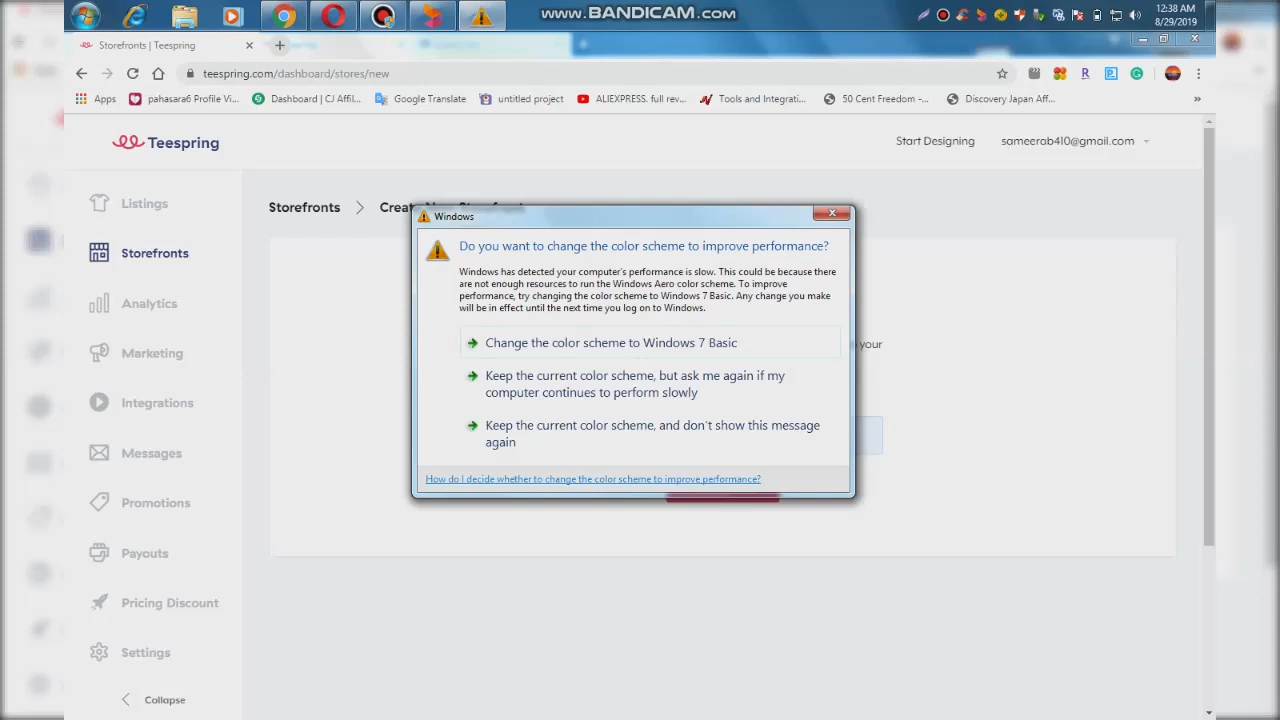 www.BANDICAM.com
12:38 AM
8/29/2019
Storefronts | Teespring
teespring.com/dashboard/stores/new
Apps
pahasara6 Profile Vi...
Dashboard | CJ Affil...
Google Translate
untitled project
ALIEXPRESS. full rev...
Tools and Integrati...
50 Cent Freedom -...
Discovery Japan Aff...
»
Teespring
Start Designing
sameerab410@gmail.com
Listings
Storefronts
Analytics
Marketing
Integrations
Messages
Promotions
Payouts
Pricing Discount
Settings
Collapse
Storefronts > Create New Storefront
Windows
Do you want to change the color scheme to improve performance?
Windows has detected your computer's performance is slow. This could be because there
are not enough resources to run the Windows Aero color scheme. To improve
performance, try changing the color scheme to Windows 7 Basic. Any change you make
will be in effect until the next time you log on to Windows.
Change the color scheme to Windows 7 Basic
Keep the current color scheme, but ask me again if my
computer continues to perform slowly
Keep the current color scheme, and don't show this message
again
How do I decide whether to change the color scheme to improve performance?
your